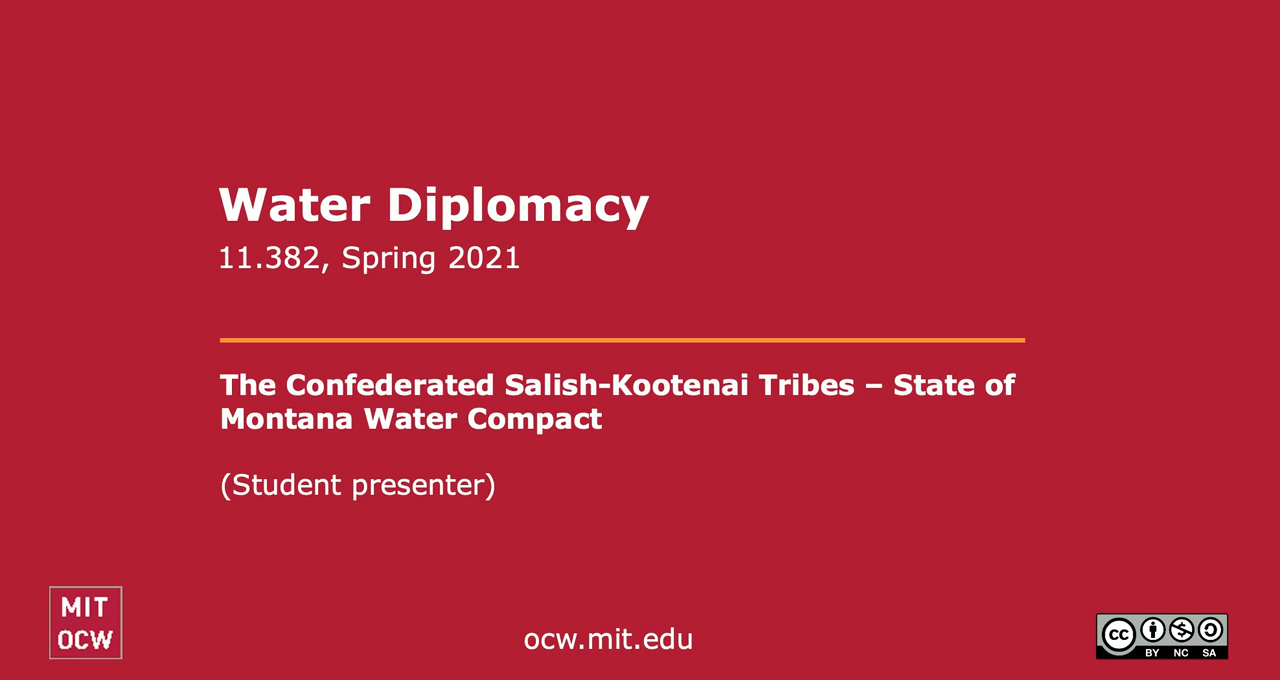 Water Diplomacy
11.382, Spring 2021
The Confederated Salish-Kootenai Tribes – State of
Montana Water Compact
(Student presenter)
MIT
OCW
ocw.mit.edu
cc
BY NC SA